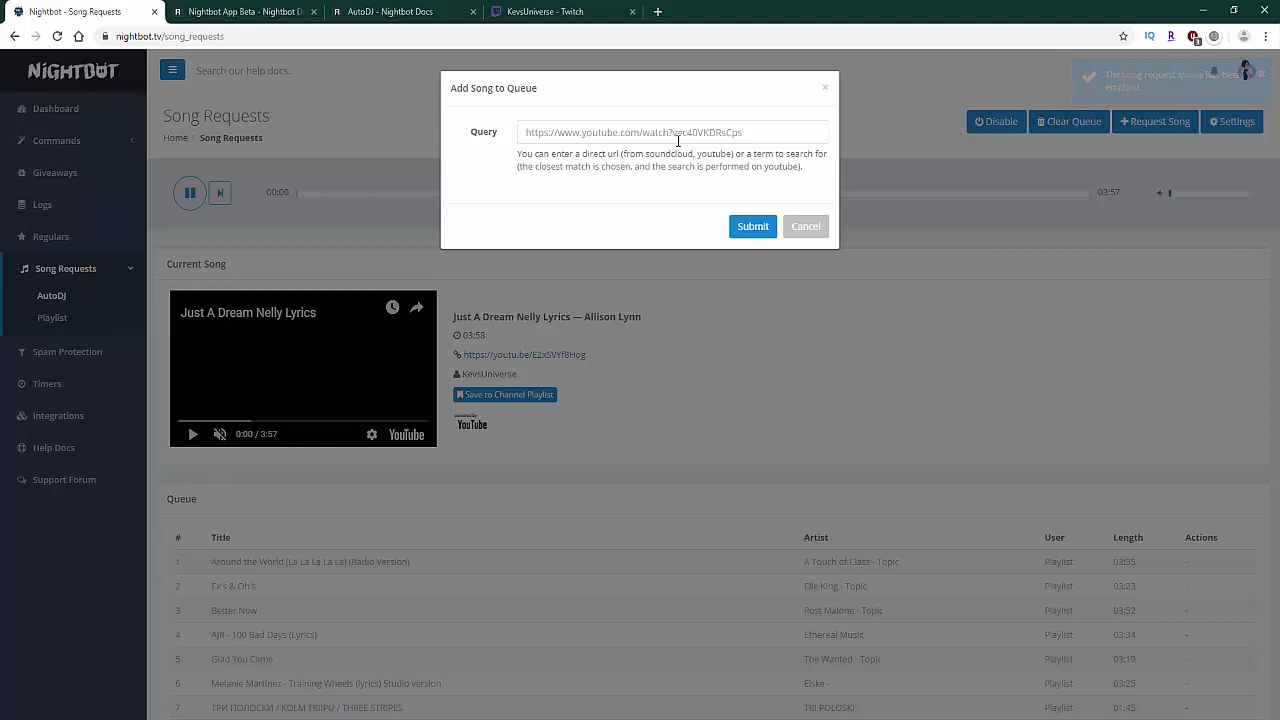 Nightbot - Song Requests
Nightbot App Beta - Nightbot D
AutoDJ - Nightbot Docs
KevsUniverse - Twitch
nightbot.tv/song_requests
NiGHTBOT
Search our help docs..
The song request queue has been
emptied.
Song Requests
Home / Song Requests
Disable
Clear Queue
+Request Song
Settings
Dashboard
Commands
Giveaways
Logs
Regulars
Song Requests
AutoDJ
Playlist
Spam Protection
Timers
Integrations
Help Docs
Support Forum
Add Song to Queue
×
Query
https://www.youtube.com/watch?v=c40VKDRsCps
You can enter a direct url (from soundcloud, youtube) or a term to search for
(the closest match is chosen, and the search is performed on youtube).
Submit
Cancel
00:00
03:57
Current Song
Just A Dream Nelly Lyrics
0:00 / 3:57
YouTube
Just A Dream Nelly Lyrics — Allison Lynn
03:58
https://youtu.be/E2xSVYf8Hog
KevsUniverse
Save to Channel Playlist
powered by
YouTube
Queue
# Title Artist User Length Actions
1 Around the World (La La La La La) (Radio Version) A Touch of Class - Topic Playlist 03:35 -
2 Ex's & Oh's Elle King - Topic Playlist 03:23 -
3 Better Now Post Malone - Topic Playlist 03:52 -
4 AJR - 100 Bad Days (Lyrics) Ethereal Music Playlist 03:34 -
5 Glad You Came The Wanted - Topic Playlist 03:19 -
6 Melanie Martinez - Training Wheels (lyrics) Studio version Elske - Playlist 03:25 -
7 ТРИ ПОЛОСКИ / KOLM TRIIPU / THREE STRIPES TRI POLOSKI Playlist 01:45 -